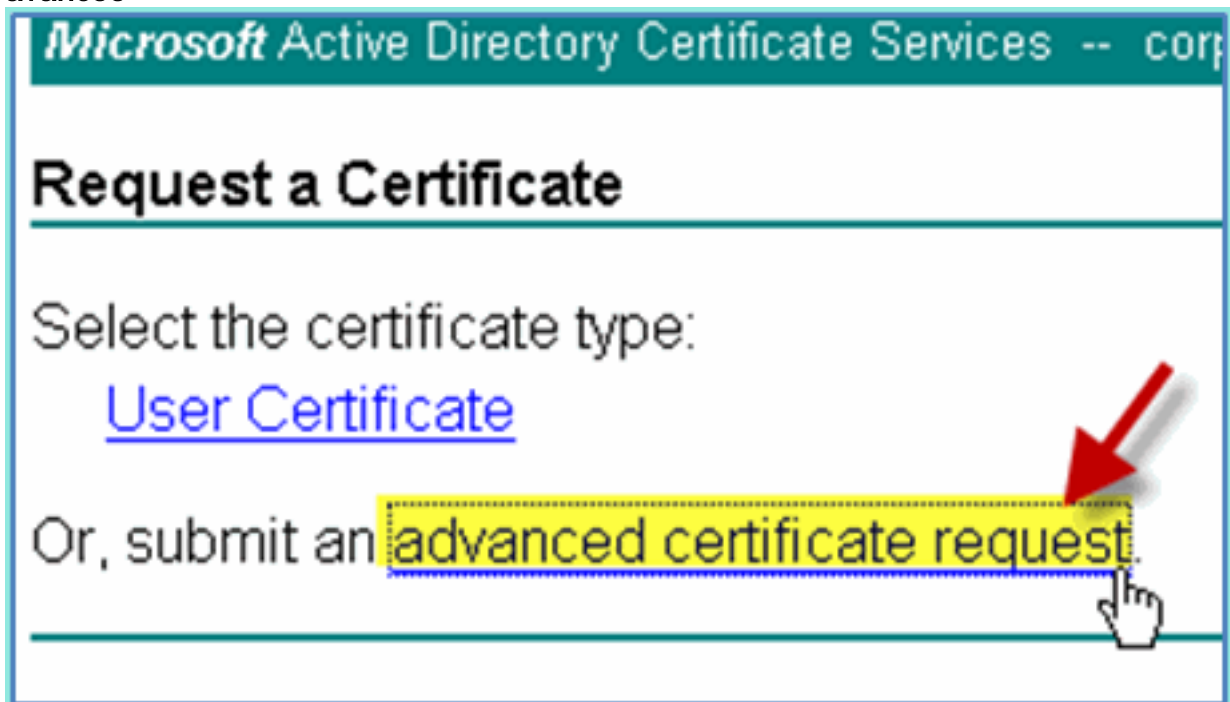 Microsoft Active Directory Certificate Services -- corp
Request a Certificate
Select the certificate type:
User Certificate
Or, submit an advanced certificate request.